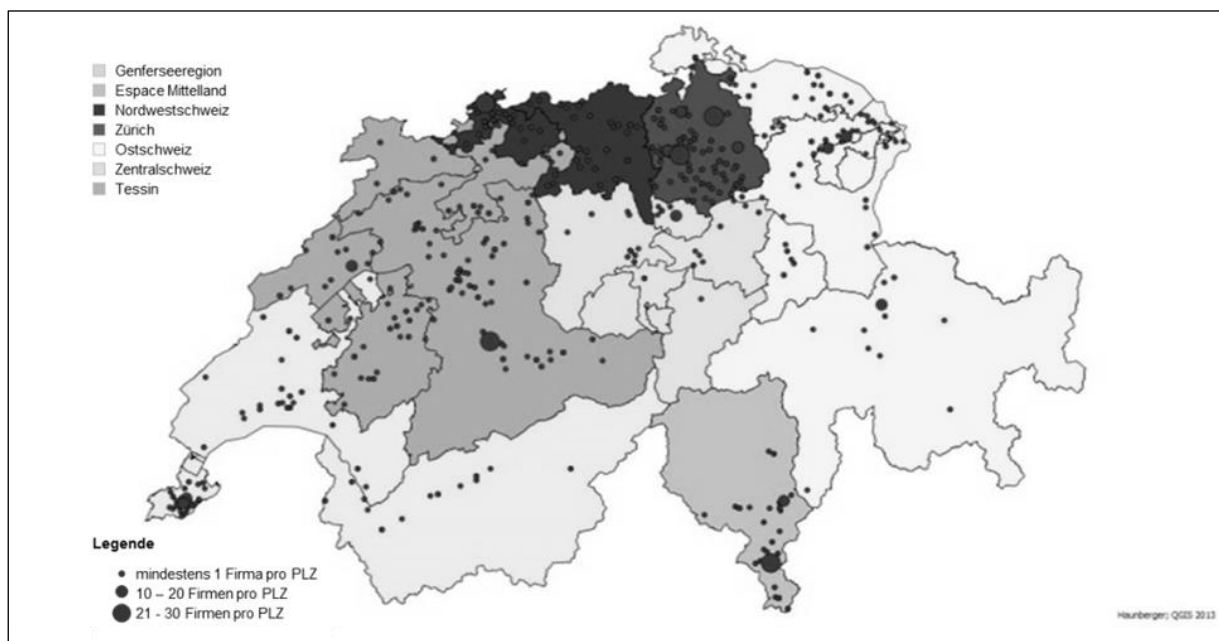 Genferseeregion
Espace Mittelland
Nordwestschweiz
Zürich
Ostschweiz
Zentralschweiz
Tessin
Legende
mindestens 1 Firma pro PLZ
10 – 20 Firmen pro PLZ
21 - 30 Firmen pro PLZ
Haunberger; QGIS 2013